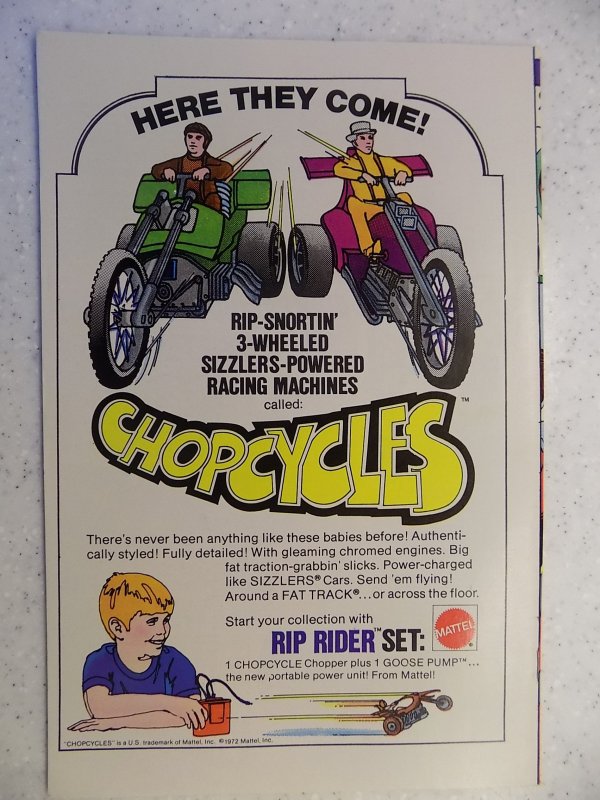 HERE THEY COME!
RIP-SNORTIN'
3-WHEELED
SIZZLERS-POWERED
RACING MACHINES
called:
CHOPCYCLES™
There's never been anything like these babies before! Authenti-
cally styled! Fully detailed! With gleaming chromed engines. Big
fat traction-grabbin' slicks. Power-charged
like SIZZLERS® Cars. Send 'em flying!
Around a FAT TRACK®...or across the floor.
Start your collection with
RIP RIDER™ SET:
MATTEL®
1 CHOPCYCLE Chopper plus 1 GOOSE PUMP™...
the new portable power unit! From Mattel!
"CHOPCYCLES" is a U.S. trademark of Mattel, Inc. ©1972 Mattel, Inc.